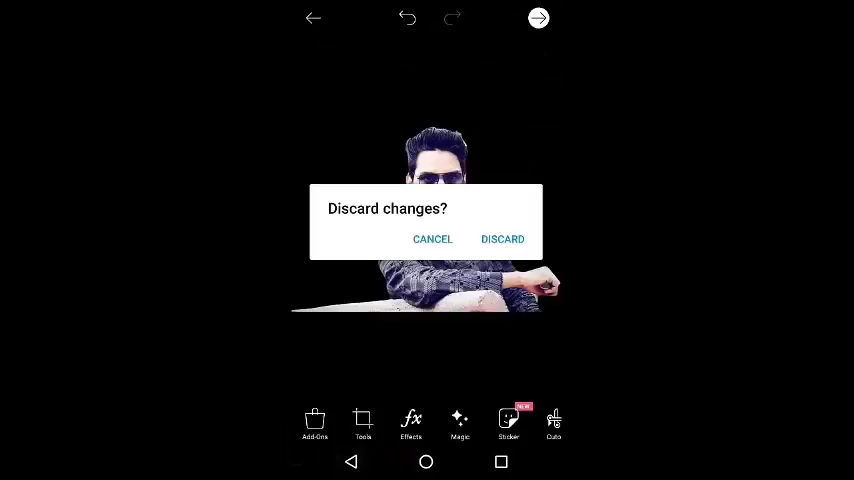 Discard changes?
CANCEL DISCARD
NEW
Add-Ons Tools Effects Magic Sticker Cuto